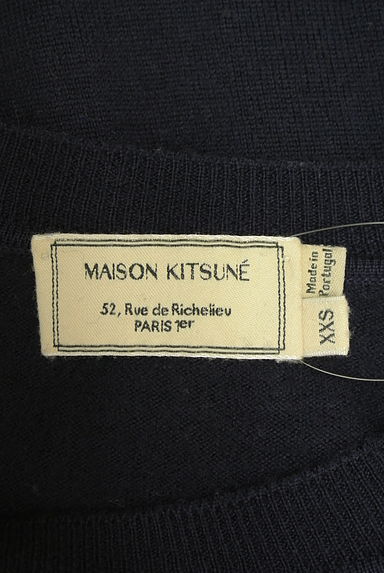 MAISON KITSUNÉ
52, Rue de Richelieu
PARIS 1er
Made in
Portugal
XXS